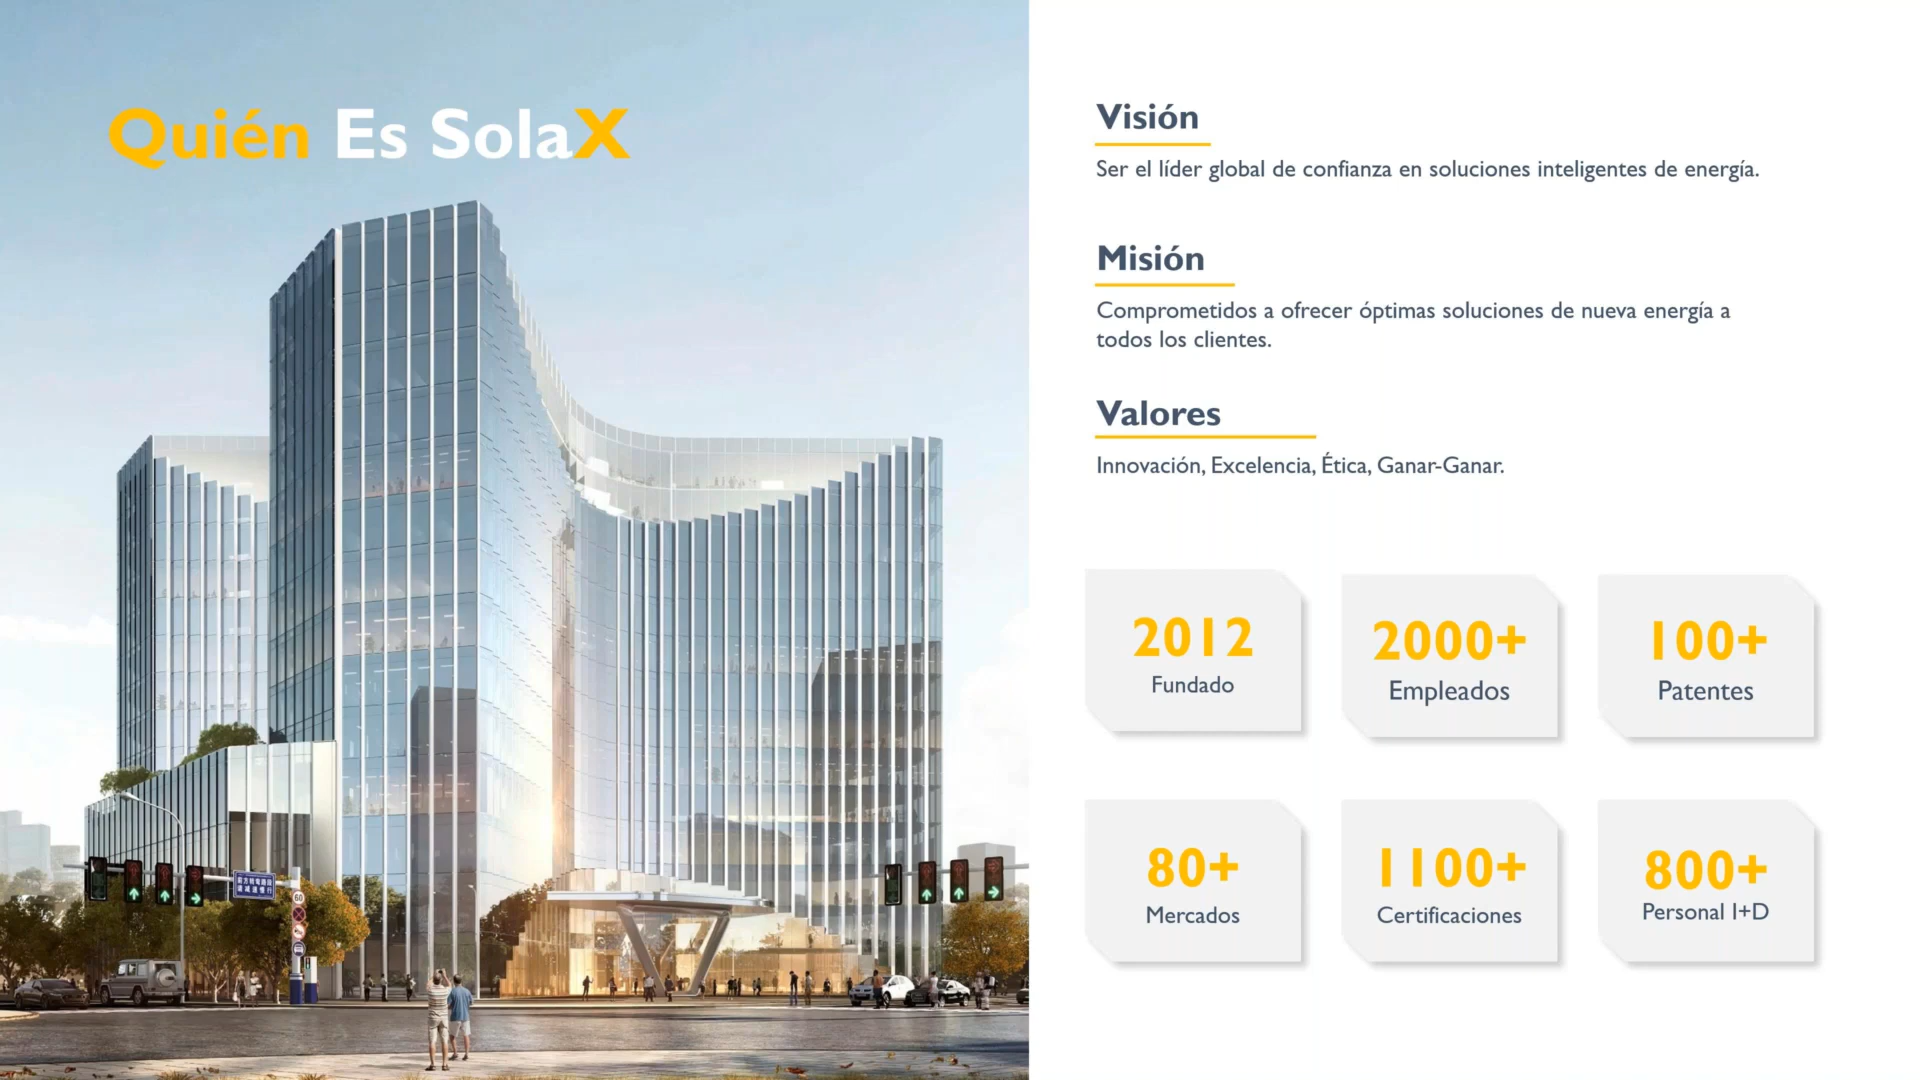 Quién Es SolaX
Visión
Ser el líder global de confianza en soluciones inteligentes de energía.
Misión
Comprometidos a ofrecer óptimas soluciones de nueva energía a
todos los clientes.
Valores
Innovación, Excelencia, Ética, Ganar-Ganar.
2012
Fundado
2000+
Empleados
100+
Patentes
80+
Mercados
1100+
Certificaciones
800+
Personal I+D
60